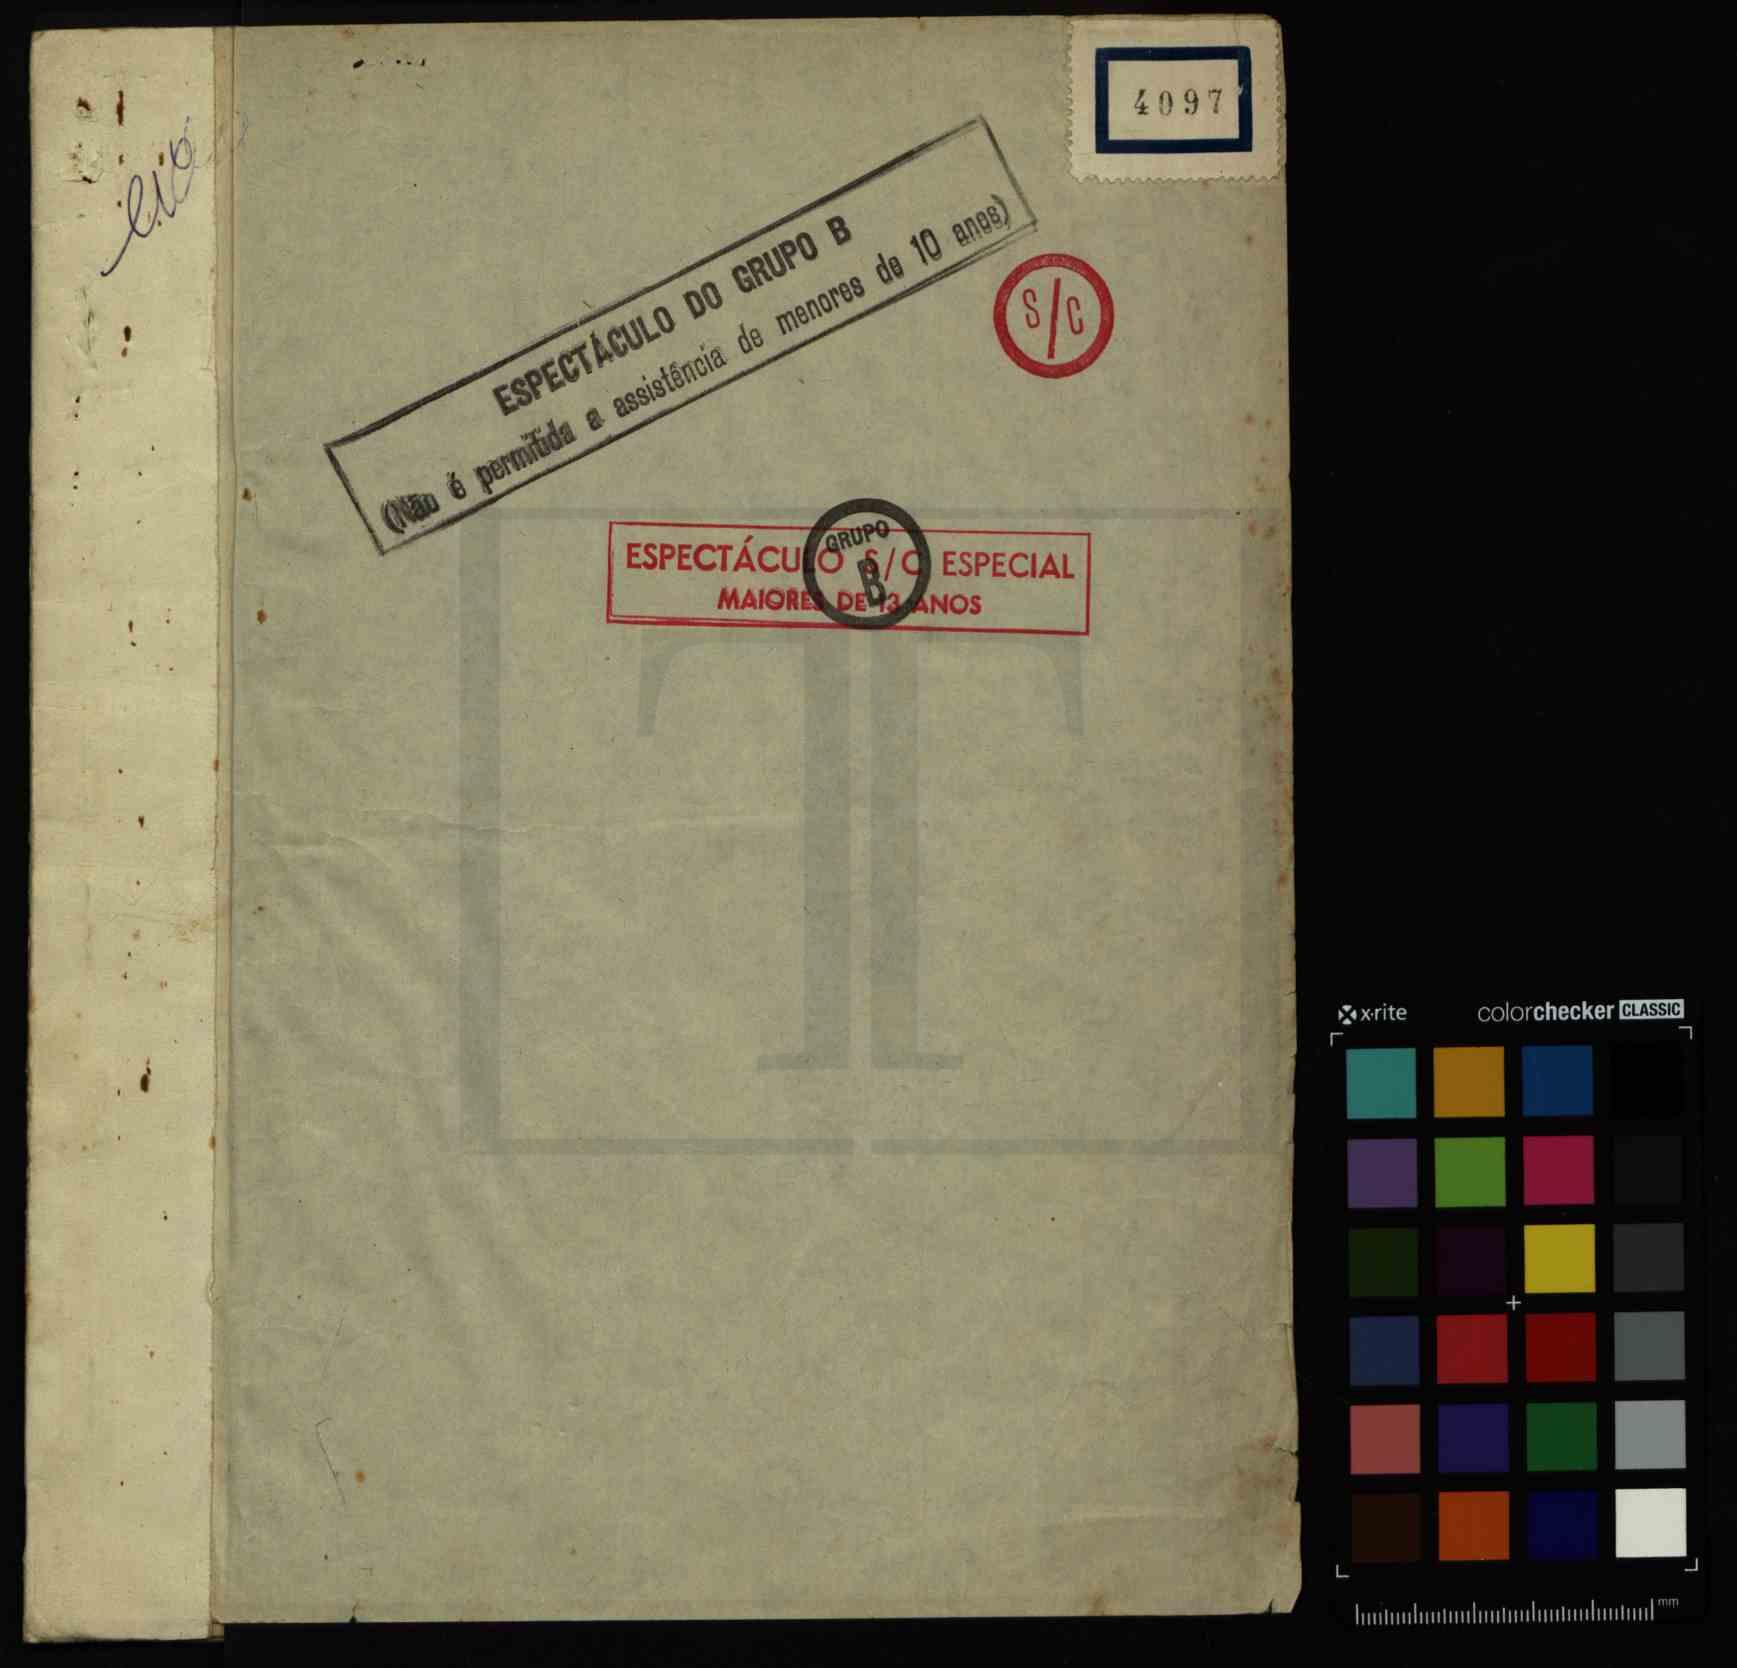 4097
ESPECTÁCULO DO GRUPO B
(Não é permitida a assistência de menores de 10 anos)
S/C
GRUPO
B
ESPECTÁCULO S/C ESPECIAL
MAIORES DE 13 ANOS
x·rite colorchecker CLASSIC
mm